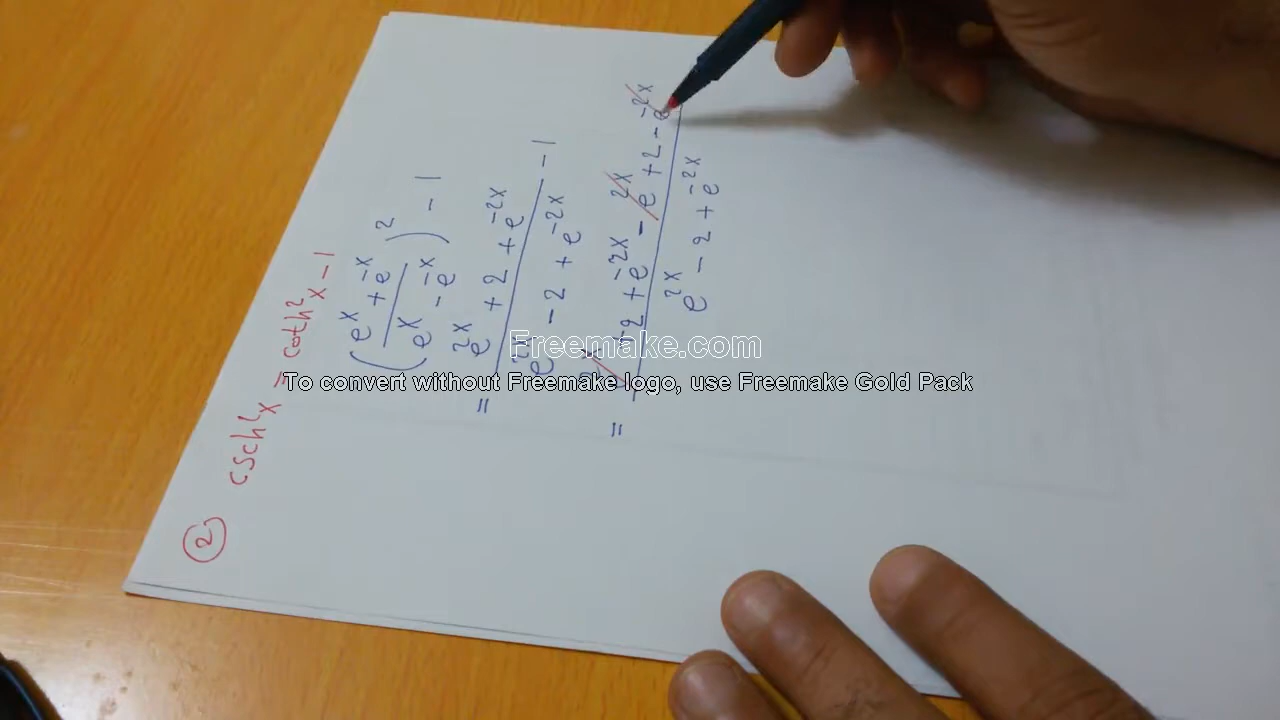 ② csch²x = coth²x - 1
(eˣ + e⁻ˣ / eˣ - e⁻ˣ)² - 1
= e²ˣ + 2 + e⁻²ˣ / e²ˣ - 2 + e⁻²ˣ - 1
= e²ˣ + 2 + e⁻²ˣ - e²ˣ + 2 - e⁻²ˣ / e²ˣ - 2 + e⁻²ˣ
Freemake.com
To convert without Freemake logo, use Freemake Gold Pack